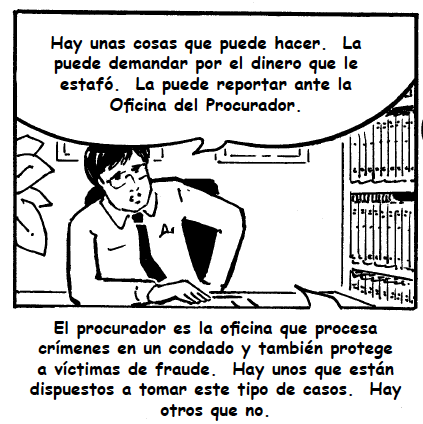 Hay unas cosas que puede hacer. La
puede demandar por el dinero que le
estafó. La puede reportar ante la
Oficina del Procurador.
El procurador es la oficina que procesa
crímenes en un condado y también protege
a víctimas de fraude. Hay unos que están
dispuestos a tomar este tipo de casos. Hay
otros que no.